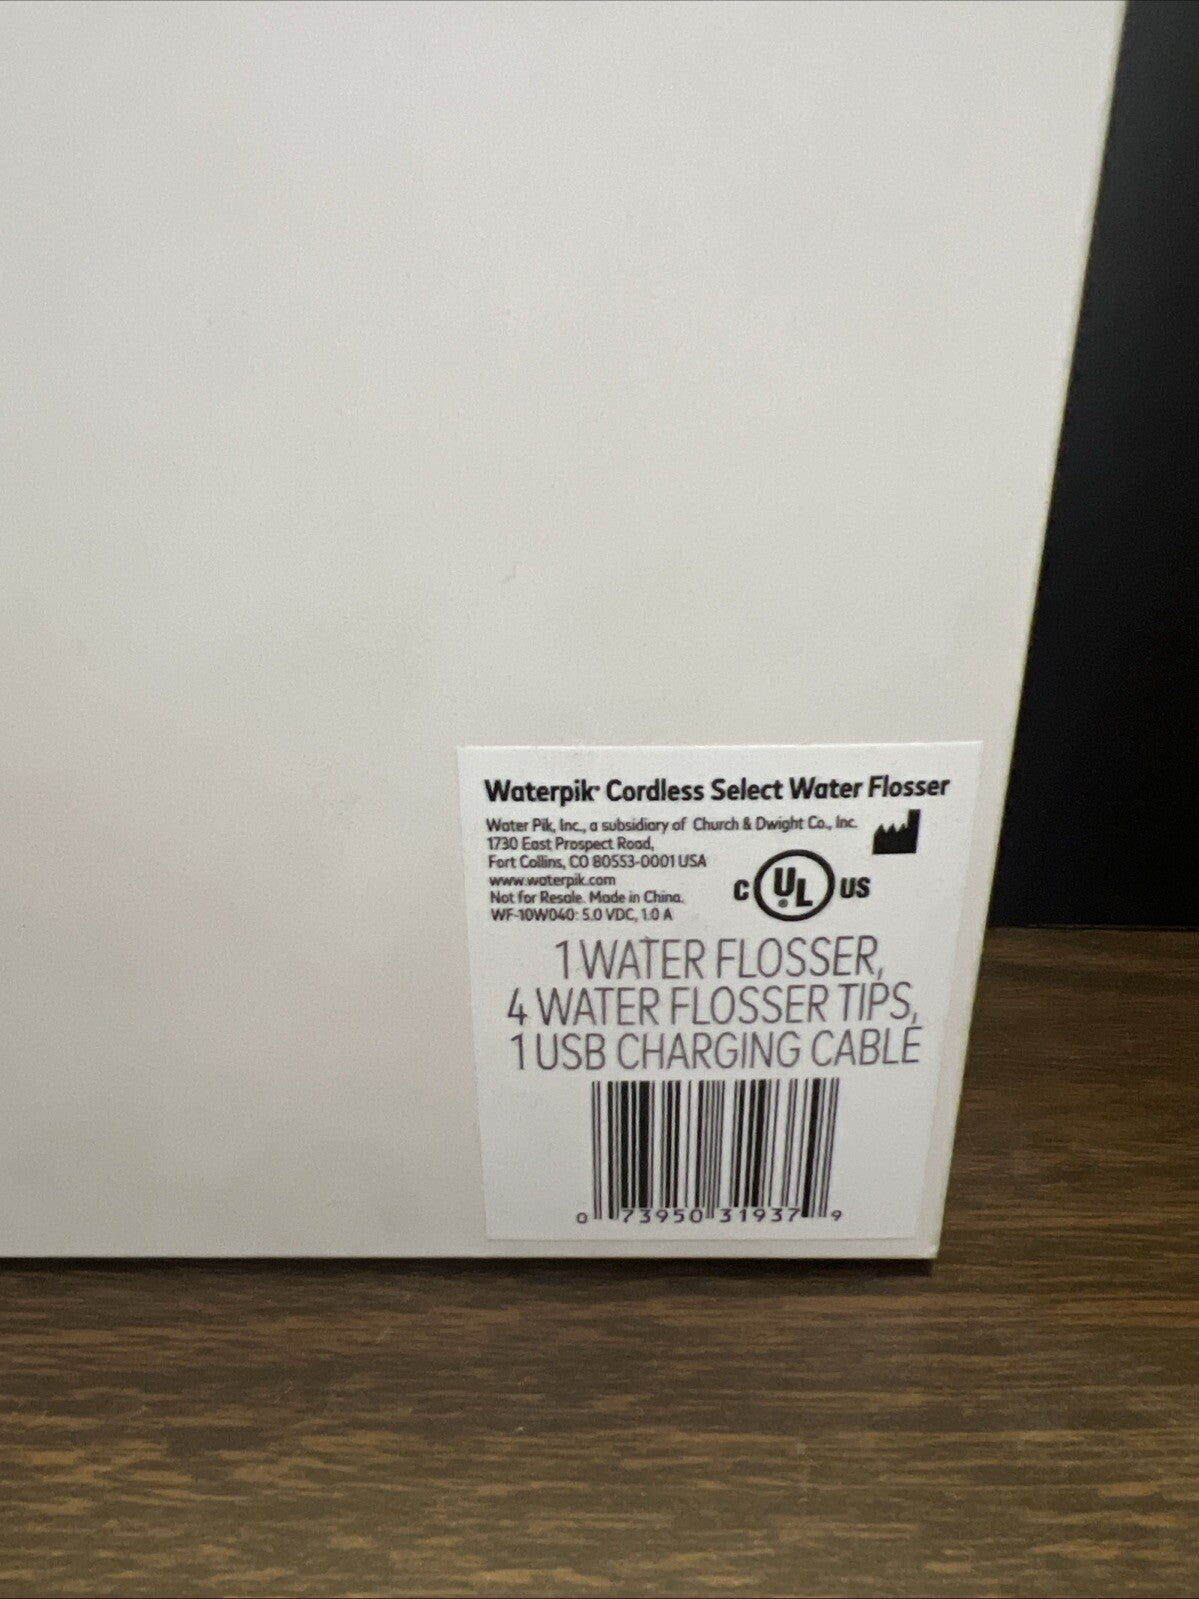 Waterpik® Cordless Select Water Flosser
Water Pik, Inc., a subsidiary of Church & Dwight Co., Inc.
1730 East Prospect Road,
Fort Collins, CO 80553-0001 USA
www.waterpik.com
Not for Resale. Made in China.
WF-10W040: 5.0 VDC, 1.0 A
C UL US
1 WATER FLOSSER,
4 WATER FLOSSER TIPS,
1 USB CHARGING CABLE
0 73950 31937 9